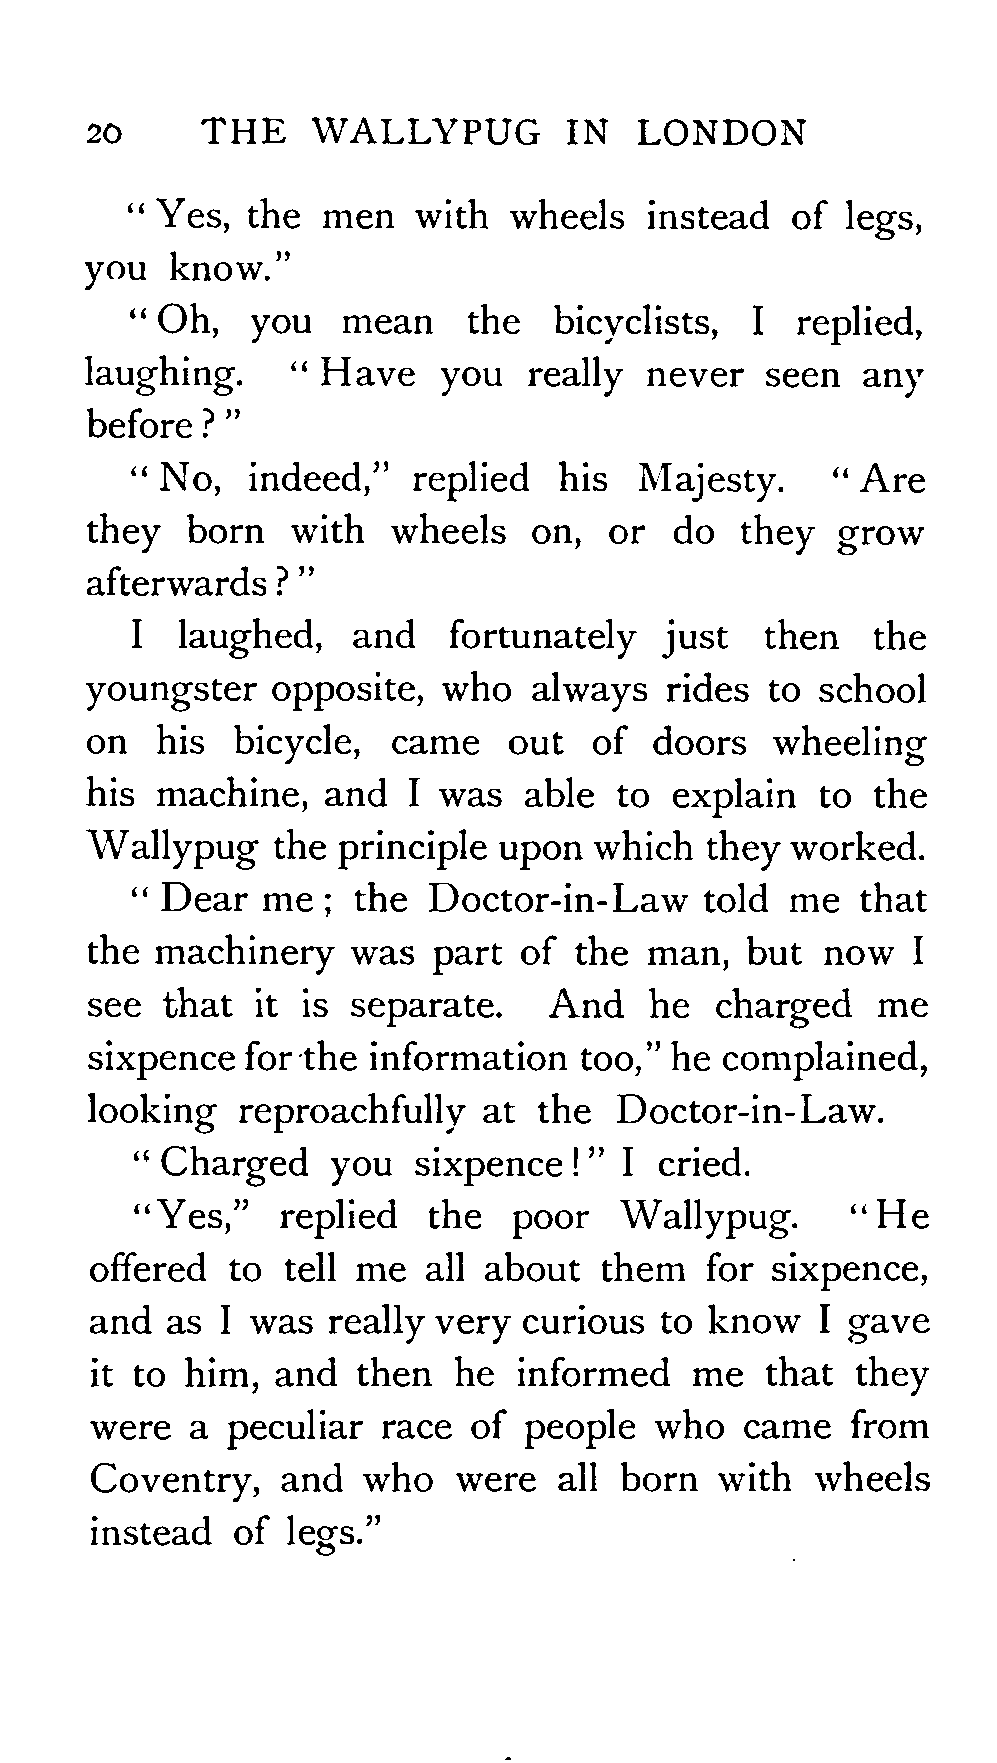 20 THE WALLYPUG IN LONDON
“ Yes, the men with wheels instead of legs,
you know.”
“ Oh, you mean the bicyclists, I replied,
laughing. “ Have you really never seen any
before ? ”
“ No, indeed,” replied his Majesty. “ Are
they born with wheels on, or do they grow
afterwards ? ”
I laughed, and fortunately just then the
youngster opposite, who always rides to school
on his bicycle, came out of doors wheeling
his machine, and I was able to explain to the
Wallypug the principle upon which they worked.
“ Dear me ; the Doctor-in-Law told me that
the machinery was part of the man, but now I
see that it is separate. And he charged me
sixpence for the information too,” he complained,
looking reproachfully at the Doctor-in-Law.
“ Charged you sixpence ! ” I cried.
“ Yes,” replied the poor Wallypug. “ He
offered to tell me all about them for sixpence,
and as I was really very curious to know I gave
it to him, and then he informed me that they
were a peculiar race of people who came from
Coventry, and who were all born with wheels
instead of legs.”